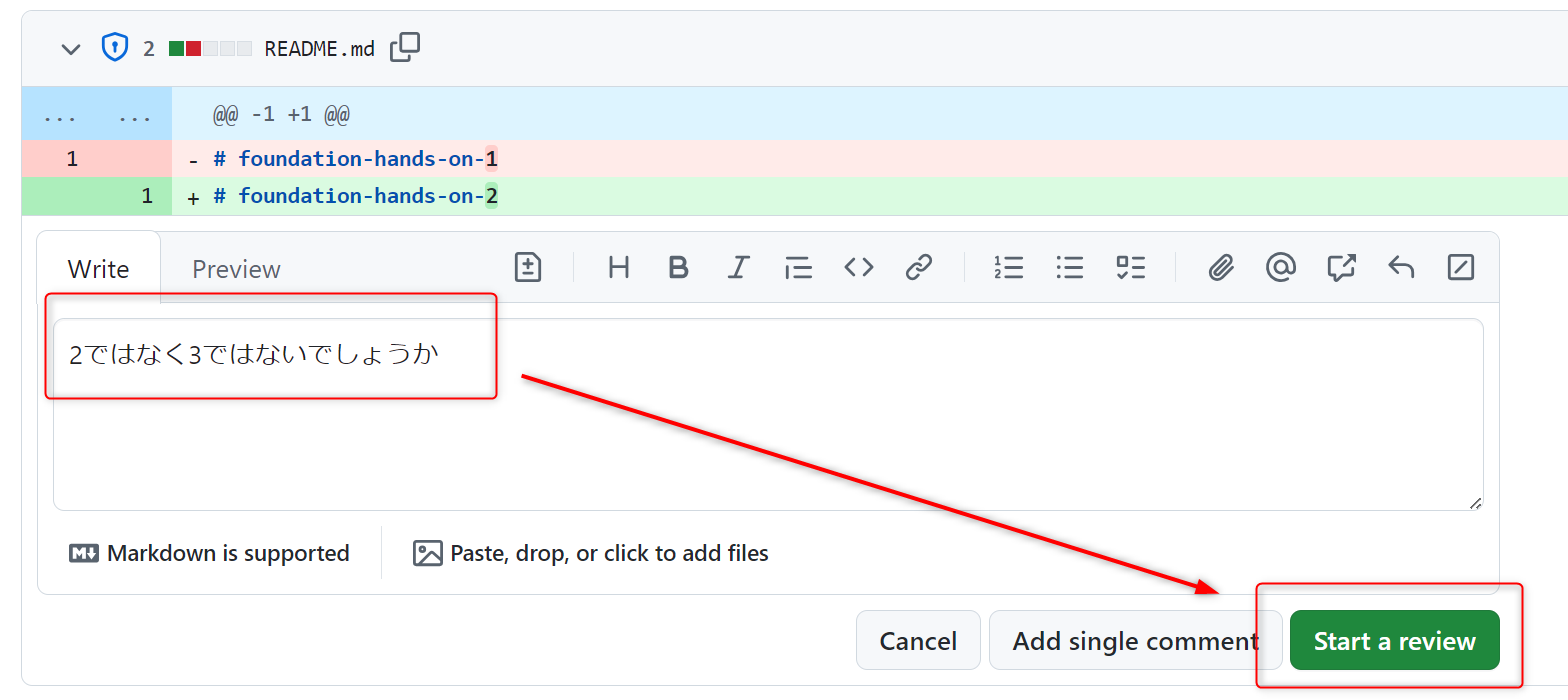 2 README.md
... ... @@ -1 +1 @@
1 - # foundation-hands-on-1
1 + # foundation-hands-on-2
Write Preview
2ではなく3ではないでしょうか
Markdown is supported Paste, drop, or click to add files
Cancel Add single comment Start a review